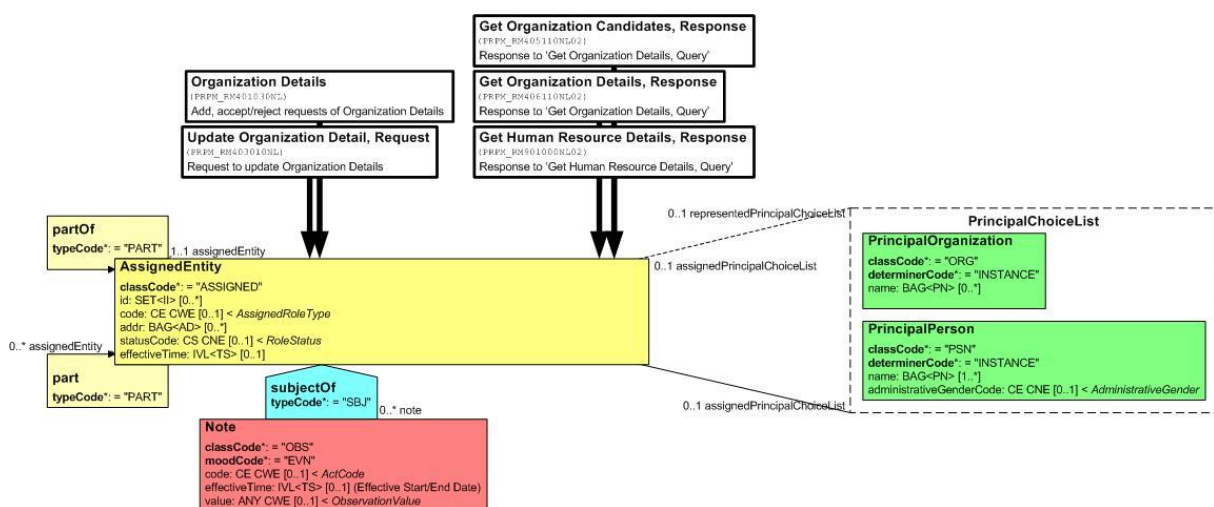 Get Organization Candidates, Response
(PRPM_RM405110NL02)
Response to 'Get Organization Details, Query'
Organization Details
(PRPM_RM401030NL)
Add, accept/reject requests of Organization Details
Get Organization Details, Response
(PRPM_RM406110NL02)
Response to 'Get Organization Details, Query'
Update Organization Detail, Request
(PRPM_RM403010NL)
Request to update Organization Details
Get Human Resource Details, Response
(PRPM_RM901000NL02)
Response to 'Get Human Resource Details, Query'
partOf
typeCode*: = "PART"
1..1 assignedEntity
AssignedEntity
classCode*: = "ASSIGNED"
id: SET<II> [0..*]
code: CE CWE [0..1] < AssignedRoleType
addr: BAG<AD> [0..*]
statusCode: CS CNE [0..1] < RoleStatus
effectiveTime: IVL<TS> [0..1]
0..* assignedEntity
part
typeCode*: = "PART"
subjectOf
typeCode*: = "SBJ"
0..* note
Note
classCode*: = "OBS"
moodCode*: = "EVN"
code: CE CWE [0..1] < ActCode
effectiveTime: IVL<TS> [0..1] (Effective Start/End Date)
value: ANY CWE [0..1] < ObservationValue
0..1 representedPrincipalChoiceList
0..1 assignedPrincipalChoiceList
0..1 assignedPrincipalChoiceList
PrincipalChoiceList
PrincipalOrganization
classCode*: = "ORG"
determinerCode*: = "INSTANCE"
name: BAG<PN> [0..*]
PrincipalPerson
classCode*: = "PSN"
determinerCode*: = "INSTANCE"
name: BAG<PN> [1..*]
administrativeGenderCode: CE CNE [0..1] < AdministrativeGender